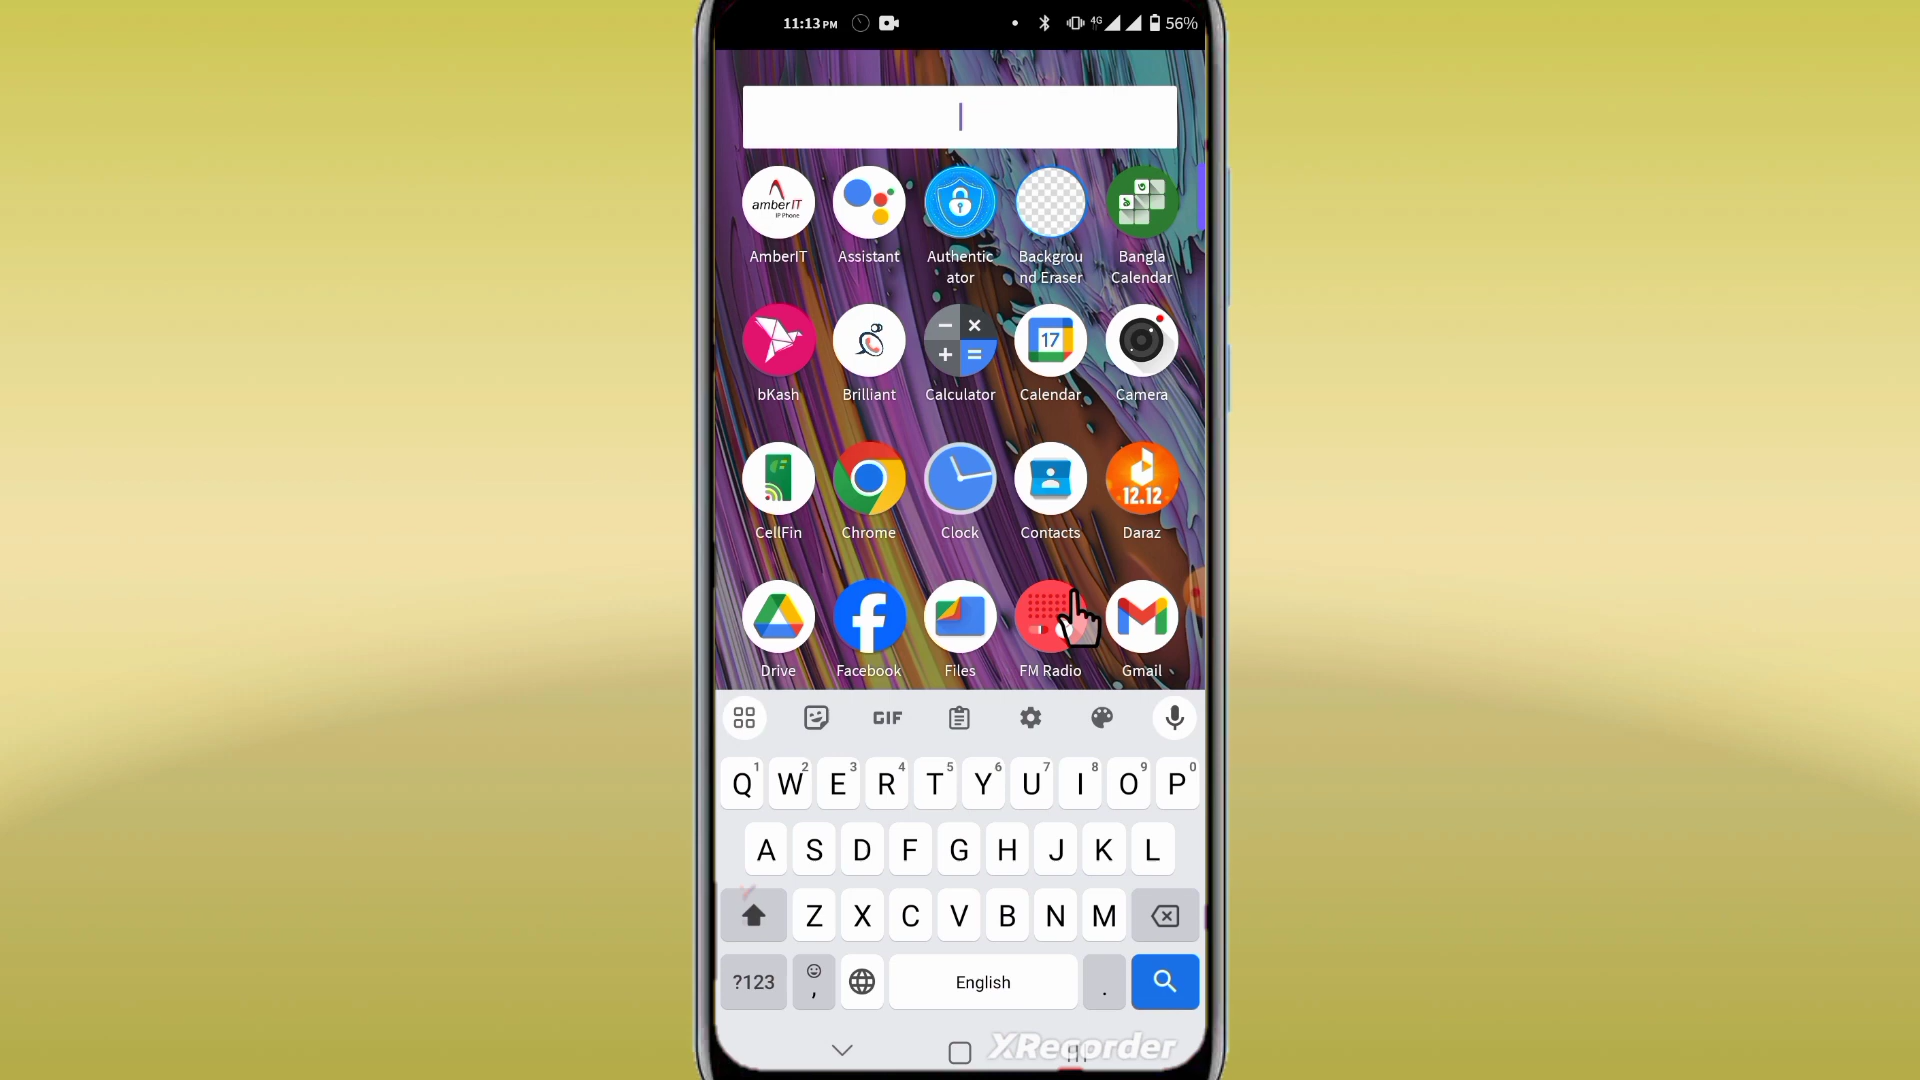 11:13 PM 4G 56%
amberIT
IP Phone
AmberIT Assistant Authentic
ator Backgrou
nd Eraser Bangla
Calendar
17
bKash Brilliant Calculator Calendar Camera
12.12
CellFin Chrome Clock Contacts Daraz
Drive Facebook Files FM Radio Gmail
GIF
Q1 W2 E3 R4 T5 Y6 U7 I8 O9 P0
A S D F G H J K L
Z X C V B N M
?123 , English .
XRecorder